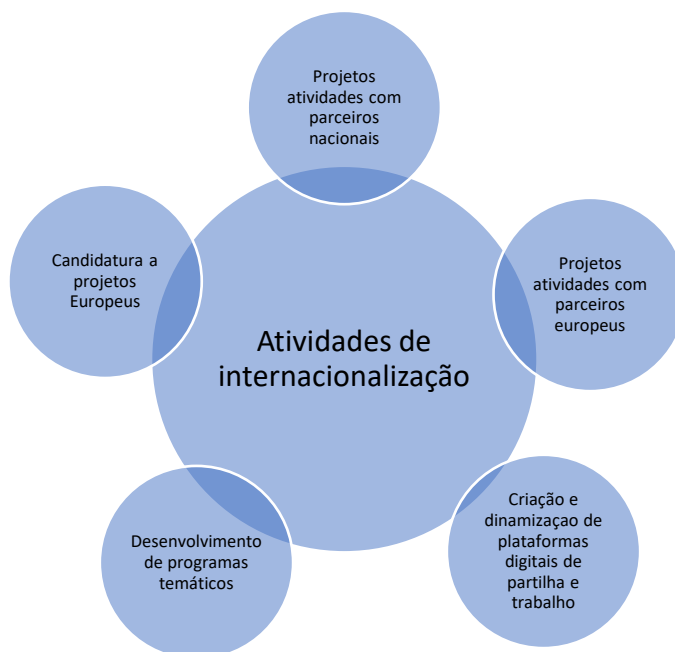 Projetos
atividades com
parceiros
nacionais
Candidatura a
projetos
Europeus
Projetos
atividades com
parceiros
europeus
Atividades de
internacionalização
Desenvolvimento
de programas
temáticos
Criação e
dinamizaçao de
plataformas
digitais de
partilha e
trabalho